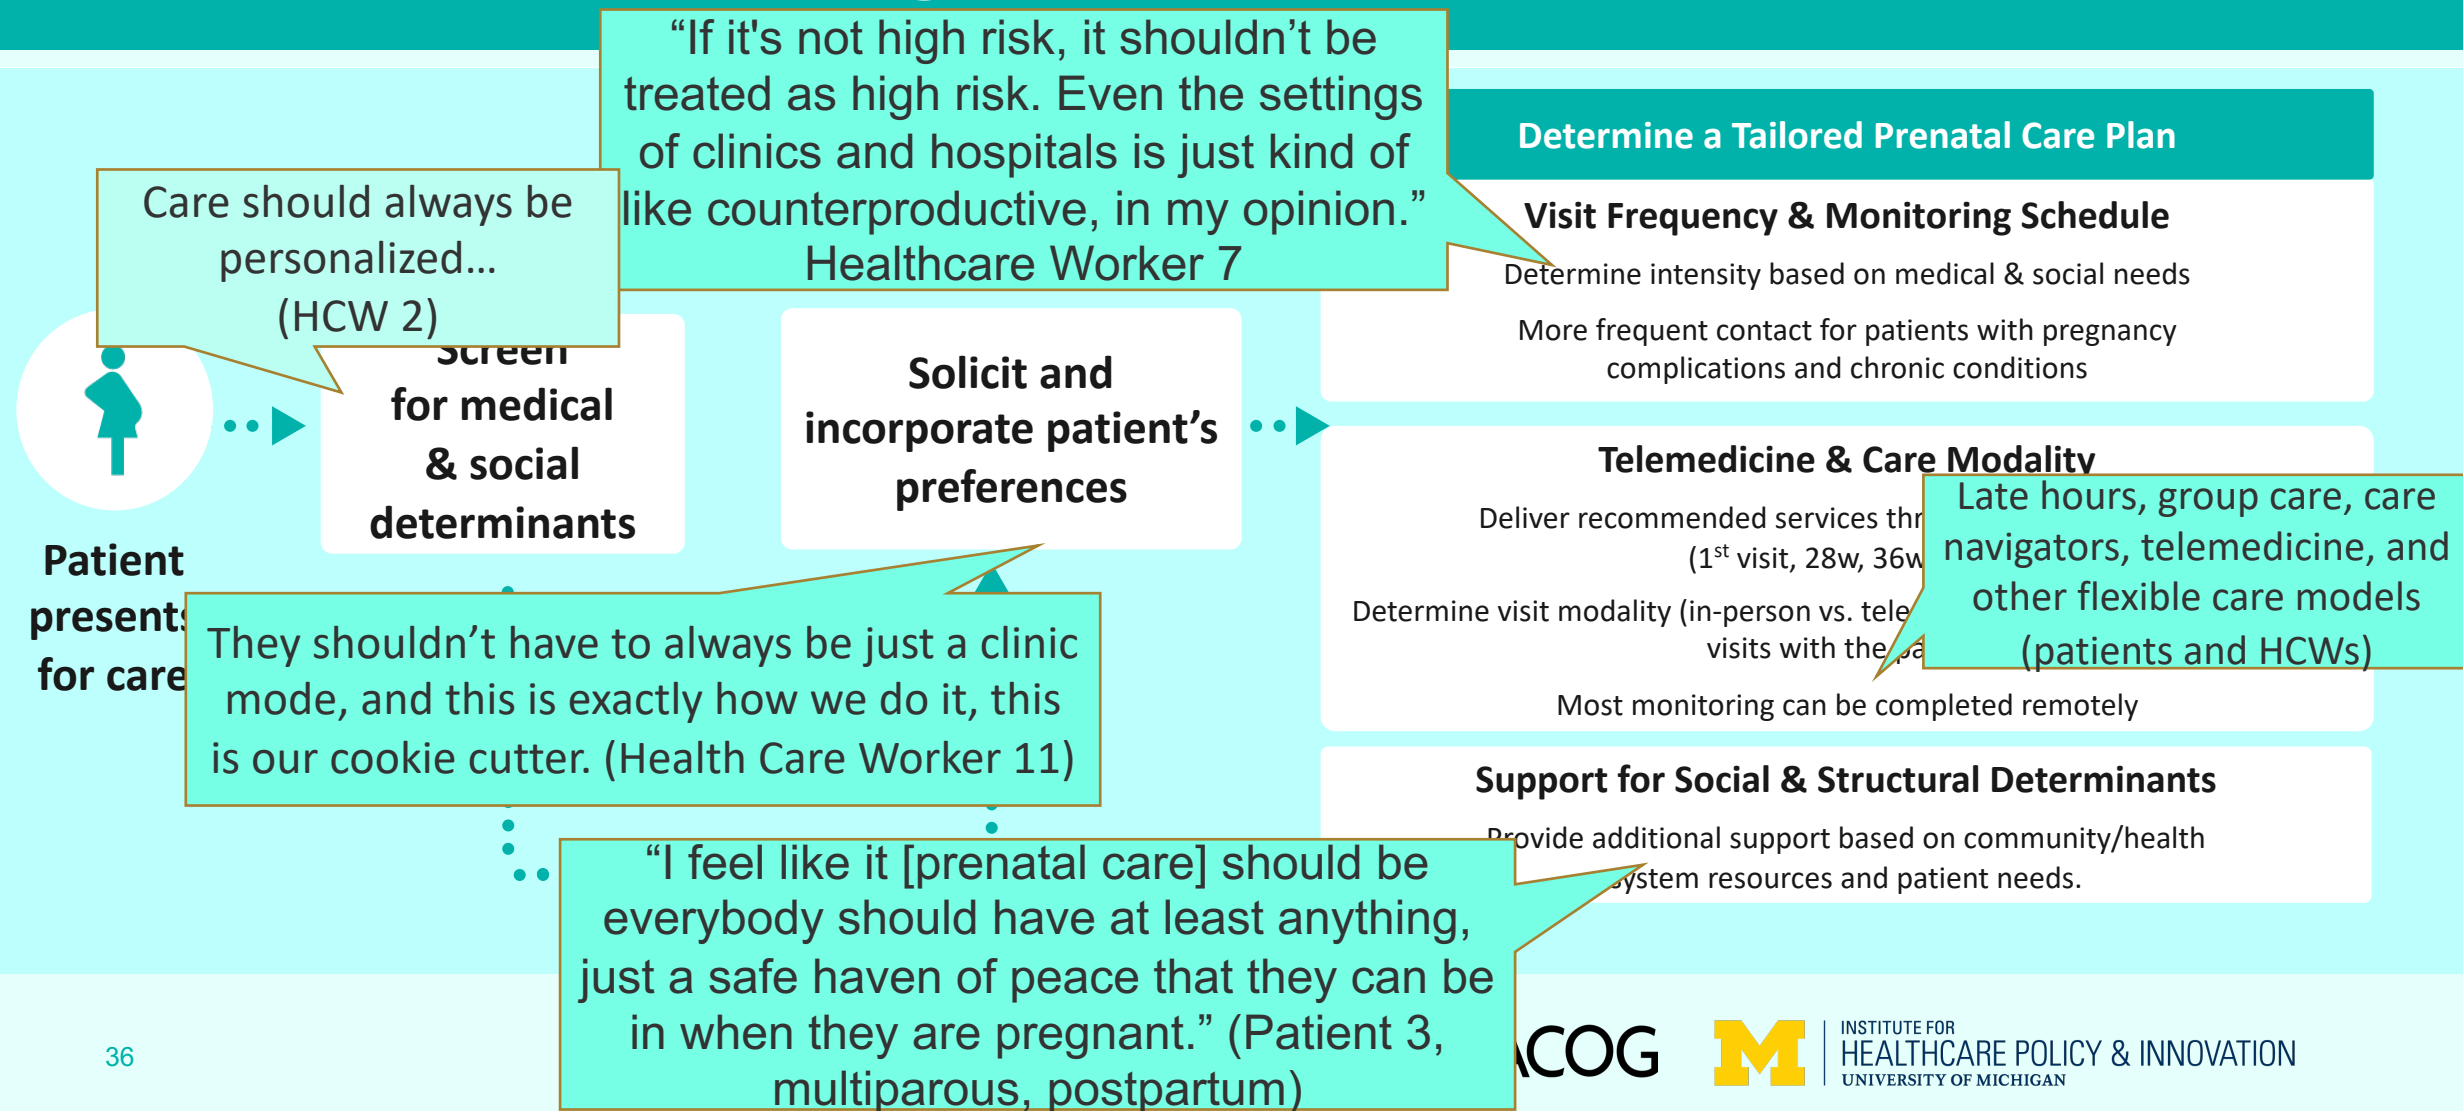 “If it's not high risk, it shouldn’t be
treated as high risk. Even the settings
of clinics and hospitals is just kind of
like counterproductive, in my opinion.”
Healthcare Worker 7
Care should always be
personalized...
(HCW 2)
Patient
presents
for care
Screen
for medical
& social
determinants
Solicit and
incorporate patient’s
preferences
Determine a Tailored Prenatal Care Plan
Visit Frequency & Monitoring Schedule
Determine intensity based on medical & social needs
More frequent contact for patients with pregnancy
complications and chronic conditions
Telemedicine & Care Modality
Deliver recommended services
(1st visit, 28w, 36w
Determine visit modality (in-person vs.
visits with the
Most monitoring can be completed remotely
Late hours, group care, care
navigators, telemedicine, and
other flexible care models
(patients and HCWs)
They shouldn’t have to always be just a clinic
mode, and this is exactly how we do it, this
is our cookie cutter. (Health Care Worker 11)
Support for Social & Structural Determinants
Provide additional support based on community/health
system resources and patient needs.
“I feel like it [prenatal care] should be
everybody should have at least anything,
just a safe haven of peace that they can be
in when they are pregnant.” (Patient 3,
multiparous, postpartum)
36
ACOG
M
INSTITUTE FOR
HEALTHCARE POLICY & INNOVATION
UNIVERSITY OF MICHIGAN